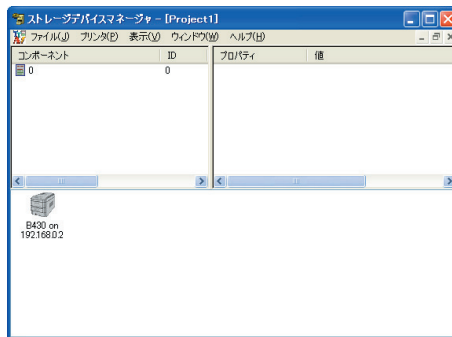 ストレージデバイスマネージャ - [Project1]
ファイル(J) プリンタ(P) 表示(V) ウィンドウ(W) ヘルプ(H)
コンポーネント ID プロパティ 値
0 0
B430 on
192.168.0.2